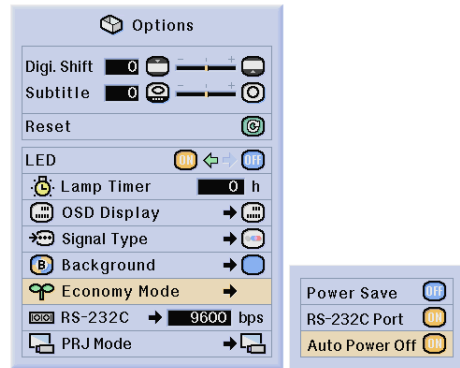 Options
Digi. Shift 0
Subtitle 0
Reset
LED ON OFF
Lamp Timer 0 h
OSD Display
Signal Type
B Background
Economy Mode
RS-232C 9600 bps
PRJ Mode
Power Save OFF
RS-232C Port ON
Auto Power Off ON